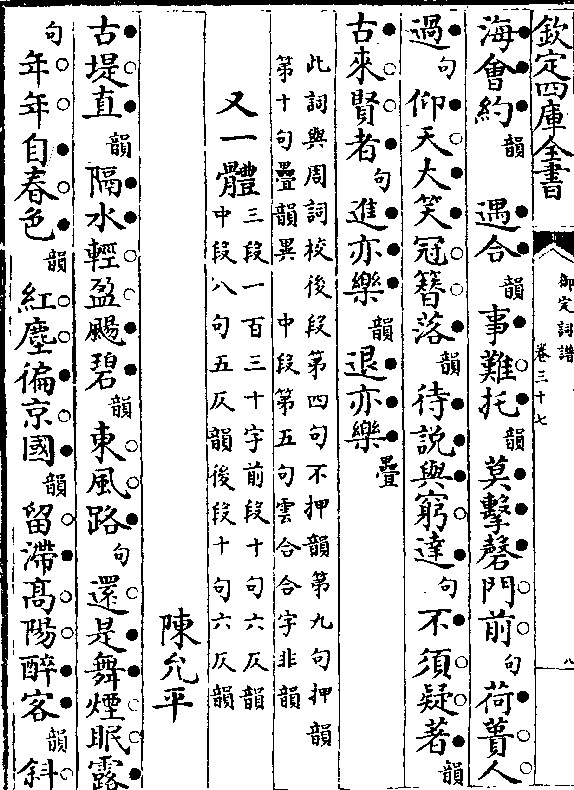 欽定四庫全書
御定詞譜
卷三十七
八
海會約韻 遇合韻事難托韻莫擊磬門前句荷蕢人
過句仰天大笑冠簪落韻待説與窮達句不須疑著韻
古來賢者句進亦樂韻退亦樂疊
此詞與周詞校後段第四句不押韻第九句押韻
第十句疊韻異 中段第五句雲合合字非韻
又一體三段一百三十字前段十句六仄韻
中段八句五仄韻後段十句六仄韻
陳允平
古堤直韻隔水輕盈颺碧韻東風路句還是舞煙眠露
句年年自春色韻紅塵徧京國韻留滯髙陽醉客韻斜